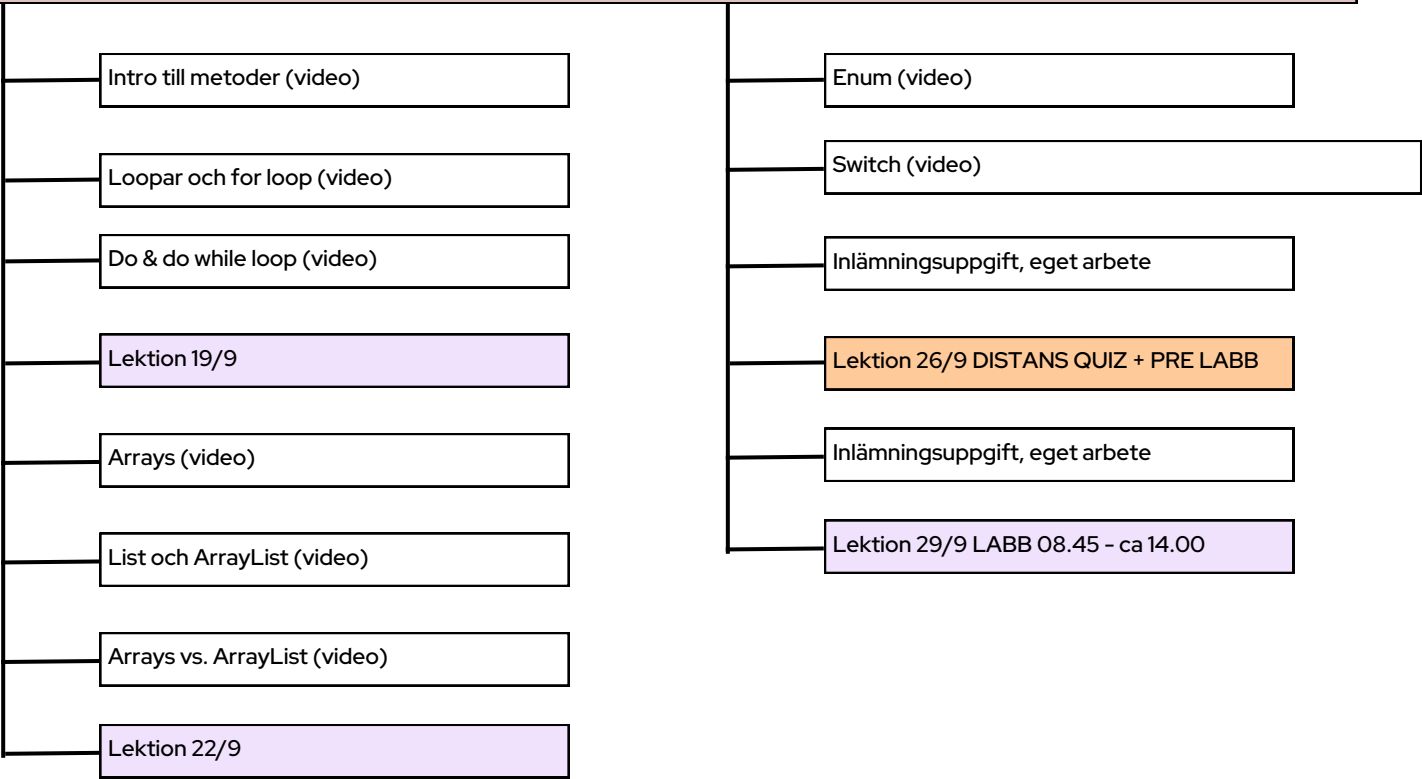 Intro till metoder (video)
Loopar och for loop (video)
Do & do while loop (video)
Lektion 19/9
Arrays (video)
List och ArrayList (video)
Arrays vs. ArrayList (video)
Lektion 22/9
Enum (video)
Switch (video)
Inlämningsuppgift, eget arbete
Lektion 26/9 DISTANS QUIZ + PRE LABB
Inlämningsuppgift, eget arbete
Lektion 29/9 LABB 08.45 - ca 14.00